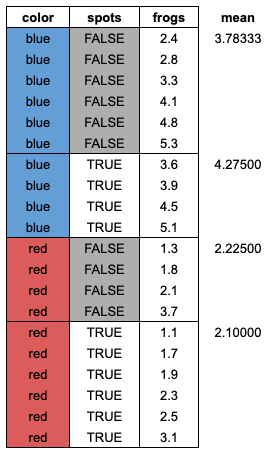 color spots frogs mean
blue FALSE 2.4 3.78333
blue FALSE 2.8
blue FALSE 3.3
blue FALSE 4.1
blue FALSE 4.8
blue FALSE 5.3
blue TRUE 3.6 4.27500
blue TRUE 3.9
blue TRUE 4.5
blue TRUE 5.1
red FALSE 1.3 2.22500
red FALSE 1.8
red FALSE 2.1
red FALSE 3.7
red TRUE 1.1 2.10000
red TRUE 1.7
red TRUE 1.9
red TRUE 2.3
red TRUE 2.5
red TRUE 3.1